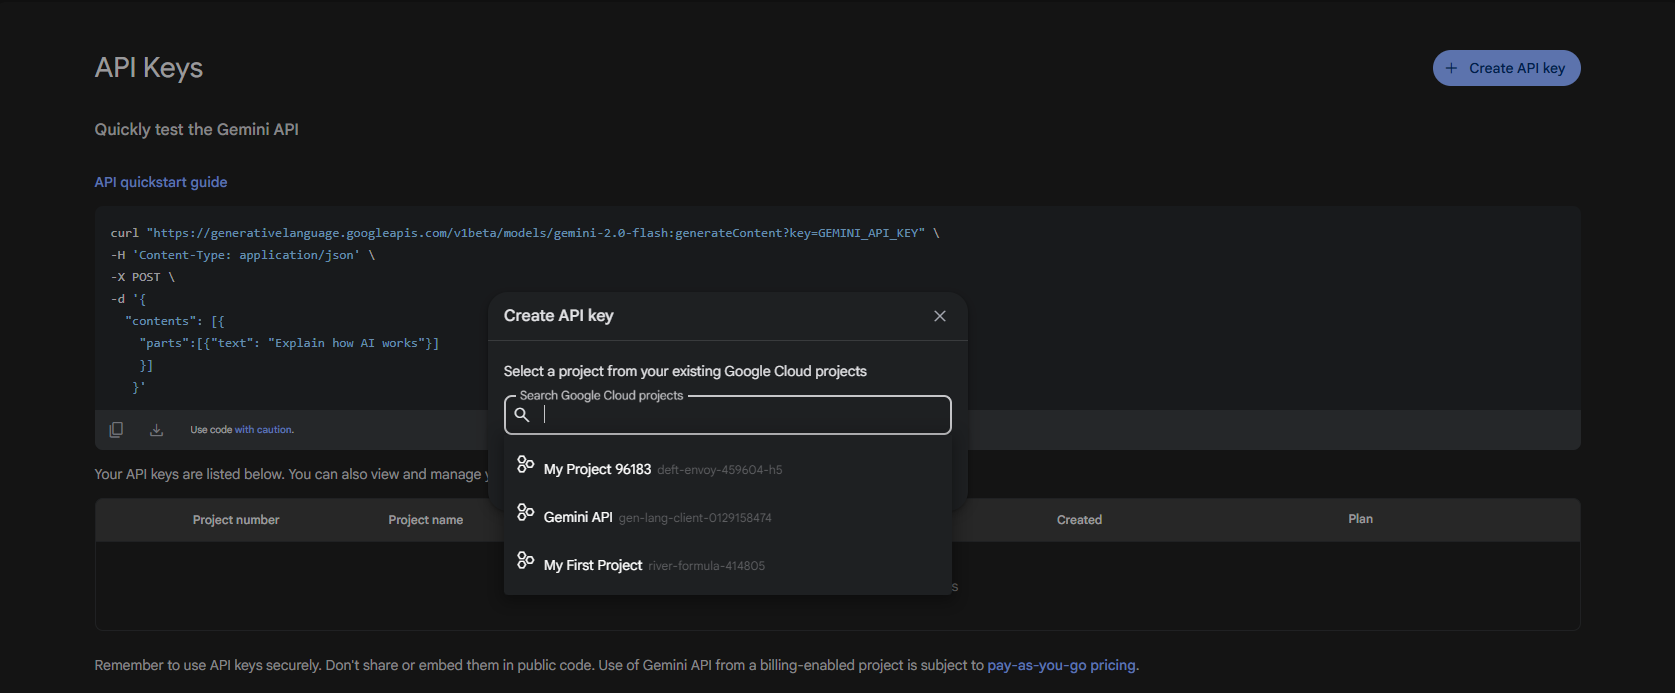 API Keys
+ Create API key
Quickly test the Gemini API
API quickstart guide
curl "https://generativelanguage.googleapis.com/v1beta/models/gemini-2.0-flash:generateContent?key=GEMINI_API_KEY" \
-H 'Content-Type: application/json' \
-X POST \
-d '{
"contents": [{
"parts":[{"text": "Explain how AI works"}]
}]
}'
Use code with caution.
Your API keys are listed below. You can also view and manage
Project number Project name Created Plan
Create API key
Select a project from your existing Google Cloud projects
Search Google Cloud projects
My Project 96183 deft-envoy-459604-h5
Gemini API gen-lang-client-0129158474
My First Project river-formula-414805
Remember to use API keys securely. Don't share or embed them in public code. Use of Gemini API from a billing-enabled project is subject to pay-as-you-go pricing.